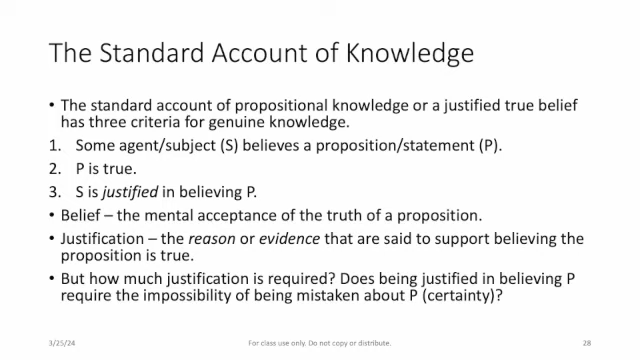 The Standard Account of Knowledge
• The standard account of propositional knowledge or a justified true belief
has three criteria for genuine knowledge.
1. Some agent/subject (S) believes a proposition/statement (P).
2. P is true.
3. S is justified in believing P.
• Belief – the mental acceptance of the truth of a proposition.
• Justification – the reason or evidence that are said to support believing the
proposition is true.
• But how much justification is required? Does being justified in believing P
require the impossibility of being mistaken about P (certainty)?
3/25/24
For class use only. Do not copy or distribute.
28